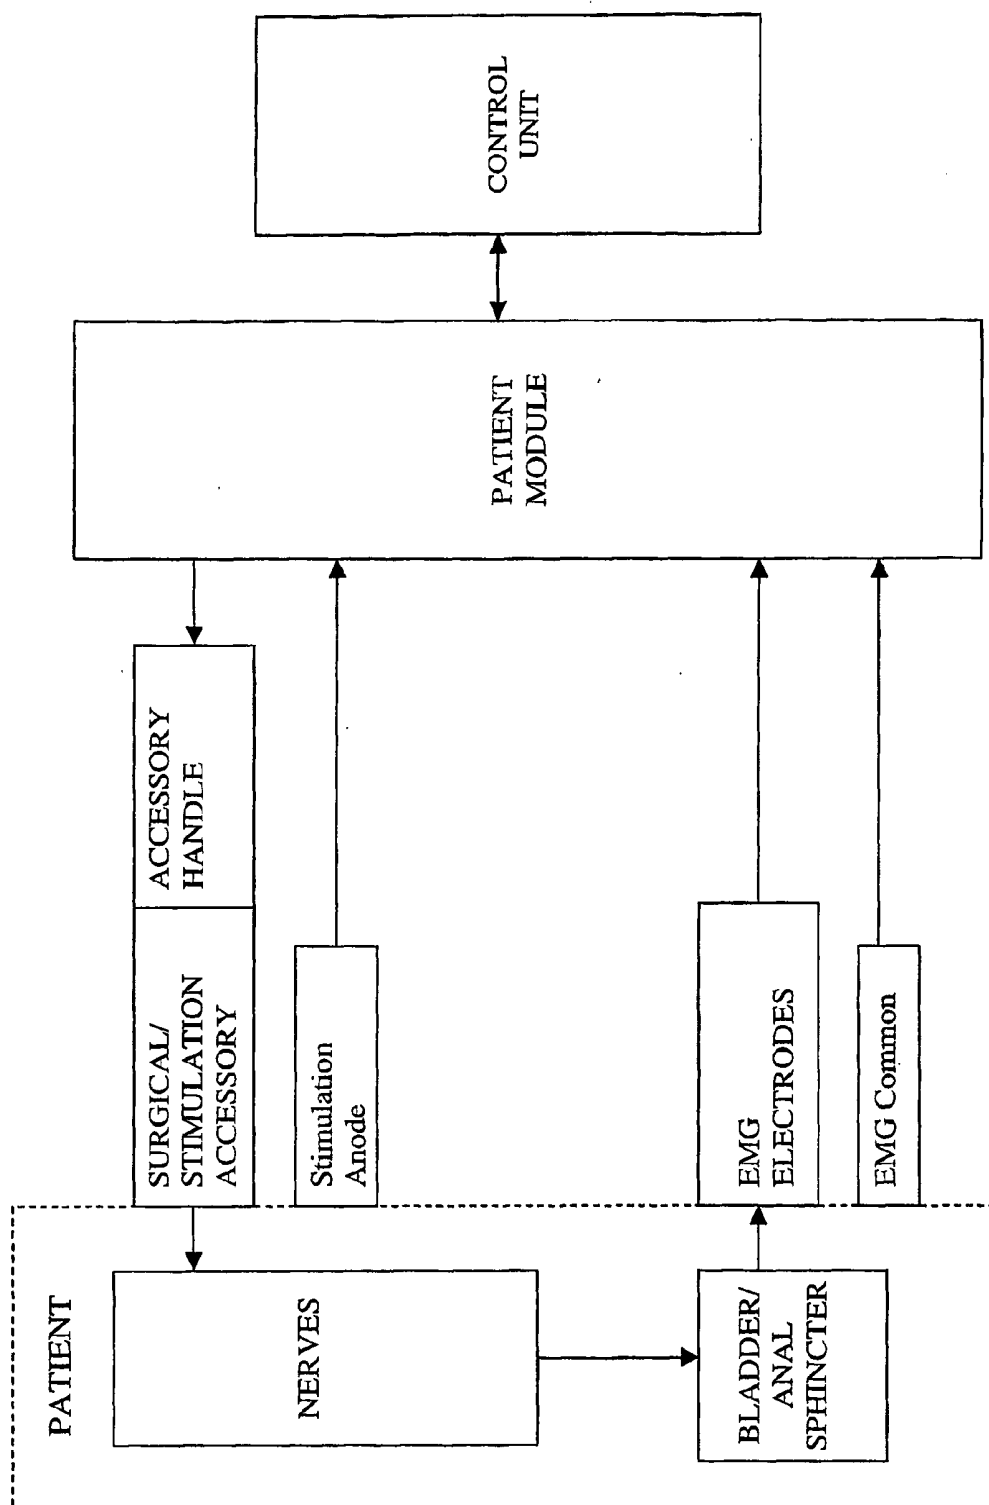 PATIENT
NERVES
BLADDER/
ANAL
SPHINCTER
SURGICAL/
STIMULATION
ACCESSORY
ACCESSORY
HANDLE
Stimulation
Anode
EMG
ELECTRODES
EMG Common
PATIENT
MODULE
CONTROL
UNIT